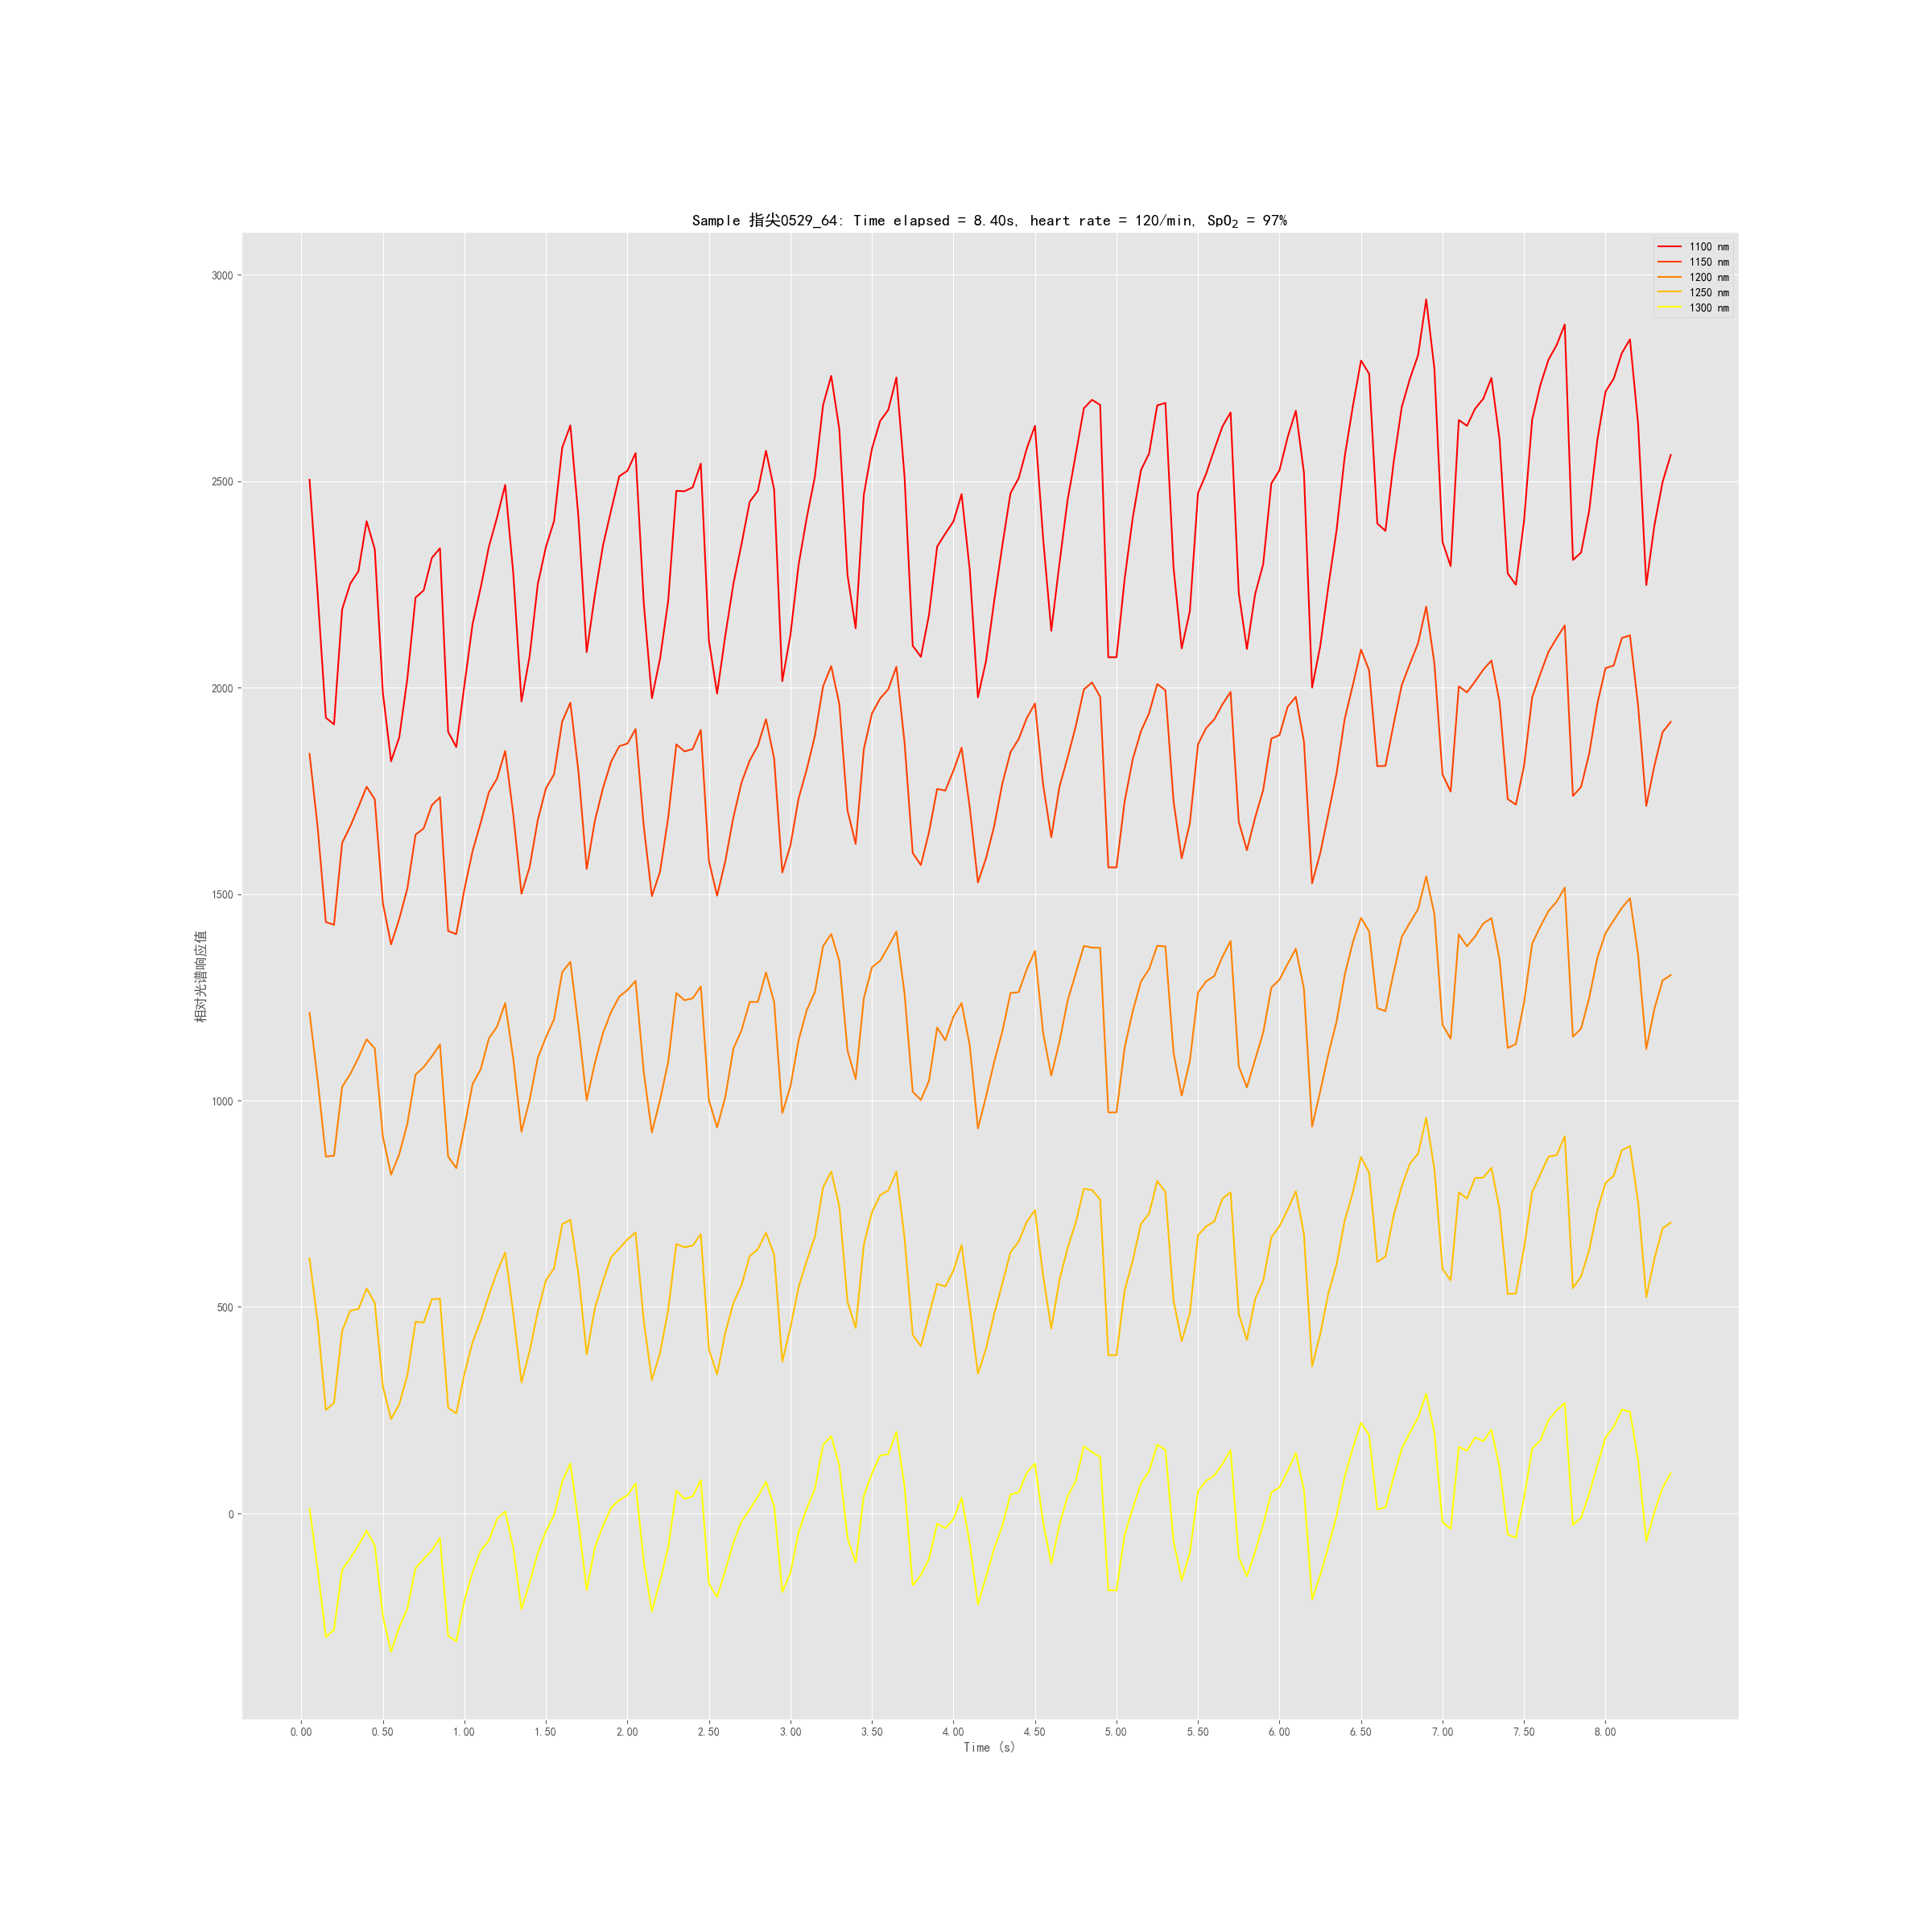 Sample 指尖0529_64: Time elapsed = 8.40s, heart rate = 120/min, SpO₂ = 97%
1100 nm
1150 nm
1200 nm
1250 nm
1300 nm
3000
2500
2000
1500
1000
500
0
相对光谱响应值
0.00 0.50 1.00 1.50 2.00 2.50 3.00 3.50 4.00 4.50 5.00 5.50 6.00 6.50 7.00 7.50 8.00
Time (s)